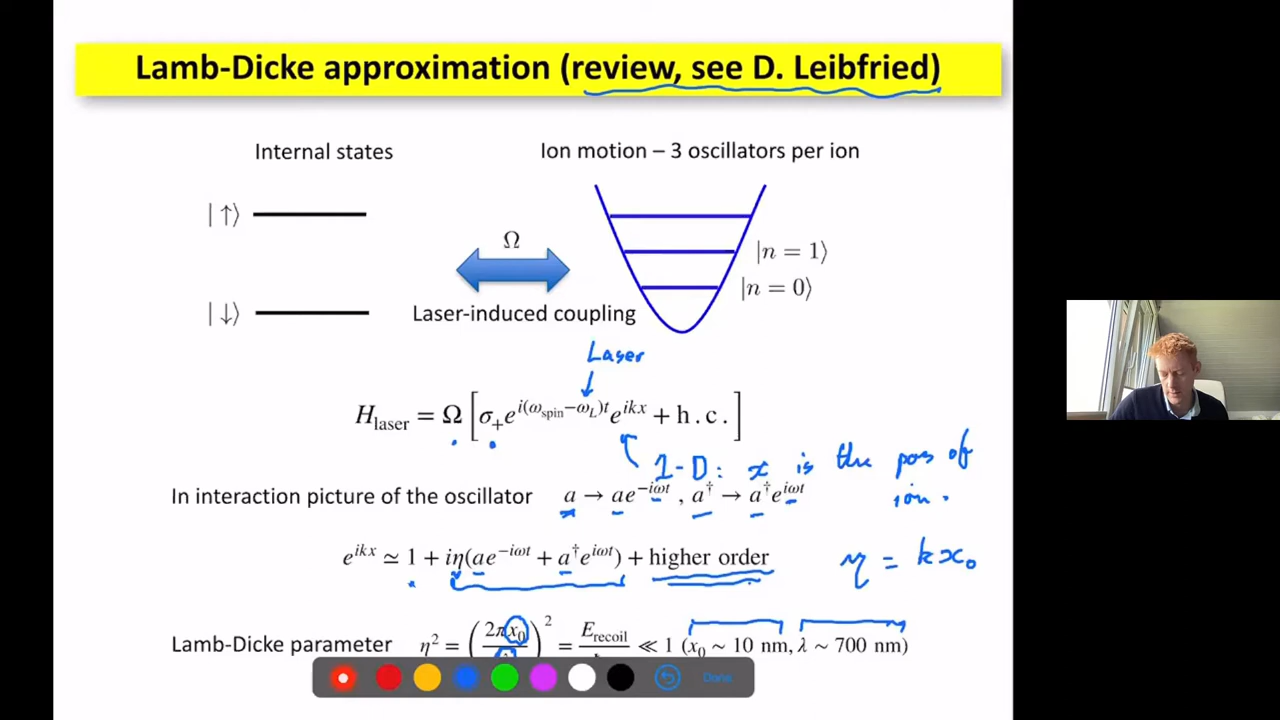 Lamb-Dicke approximation (review, see D. Leibfried)
Internal states
Ion motion – 3 oscillators per ion
|↑⟩
Ω
|n = 1⟩
|n = 0⟩
|↓⟩
Laser-induced coupling
Laser
H_laser = Ω [σ₊e^{i(ω_spin−ω_L)t}e^{ikx} + h.c.]
1-D: x is the pos of
ion.
In interaction picture of the oscillator a → ae^{−iωt}, a† → a†e^{iωt}
e^{ikx} ≃ 1 + iη(ae^{−iωt} + a†e^{iωt}) + higher order
η = kx₀
Lamb-Dicke parameter η² = (2πx₀/)² = E_recoil/ ≪ 1 (x₀ ~ 10 nm, λ ~ 700 nm)
Done